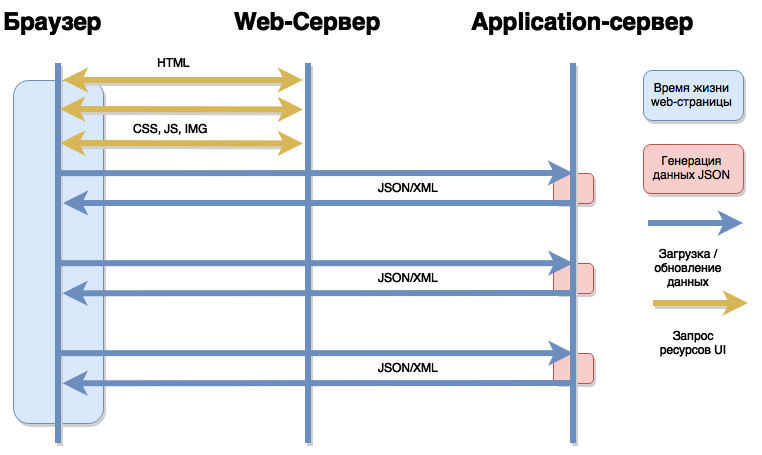 Браузер
Web-Сервер
Application-сервер
HTML
CSS, JS, IMG
JSON/XML
JSON/XML
JSON/XML
Время жизни
web-страницы
Генерация
данных JSON
Загрузка /
обновление
данных
Запрос
ресурсов UI